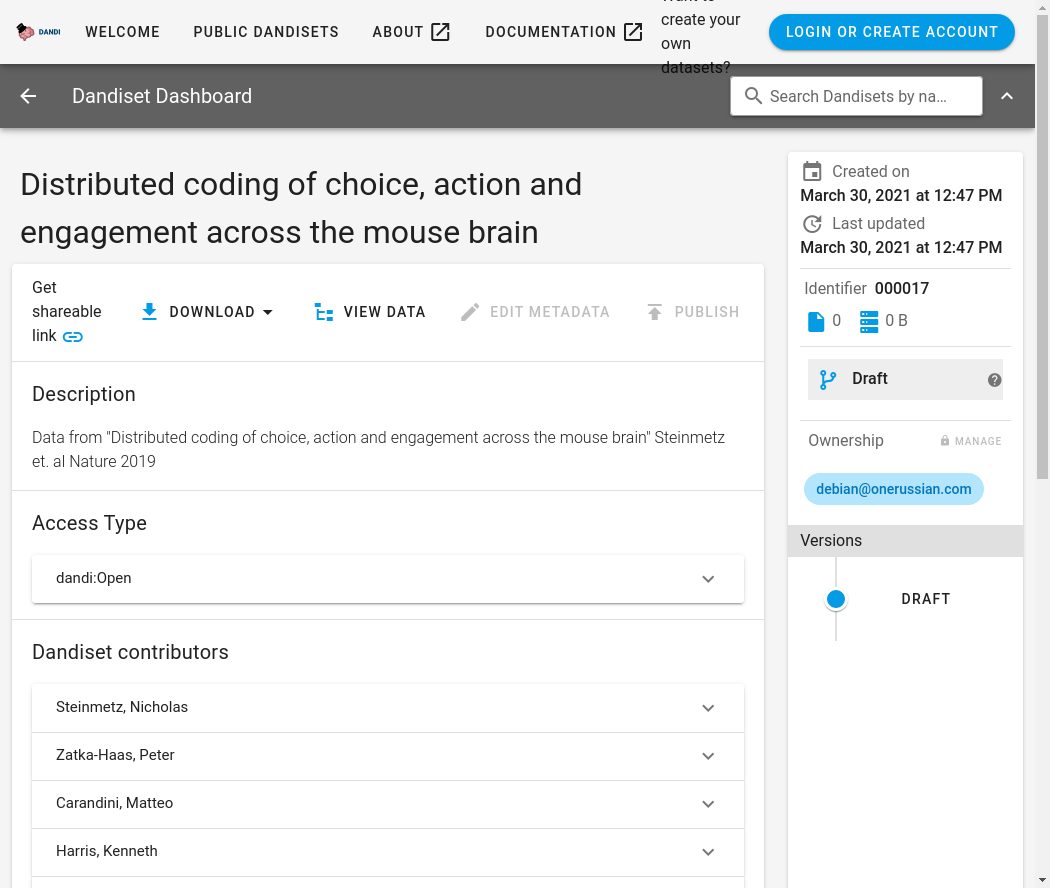 DANDI
WELCOME
PUBLIC DANDISETS
ABOUT
DOCUMENTATION
create your
own
datasets?
LOGIN OR CREATE ACCOUNT
Dandiset Dashboard
Search Dandisets by na...
Distributed coding of choice, action and
engagement across the mouse brain
Get
shareable
link
DOWNLOAD
VIEW DATA
EDIT METADATA
PUBLISH
Description
Data from "Distributed coding of choice, action and engagement across the mouse brain" Steinmetz
et. al Nature 2019
Access Type
dandi:Open
Dandiset contributors
Steinmetz, Nicholas
Zatka-Haas, Peter
Carandini, Matteo
Harris, Kenneth
Created on
March 30, 2021 at 12:47 PM
Last updated
March 30, 2021 at 12:47 PM
Identifier 000017
0
0 B
Draft
Ownership
MANAGE
debian@onerussian.com
Versions
DRAFT